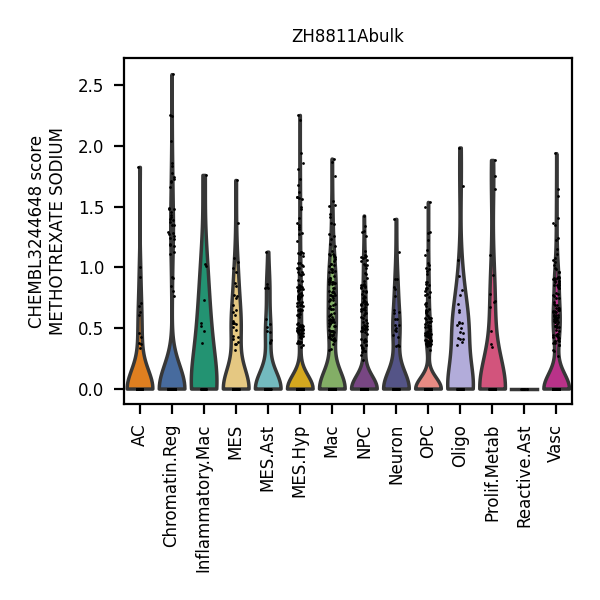 ZH8811Abulk
CHEMBL3244648 score
METHOTREXATE SODIUM
2.5
2.0
1.5
1.0
0.5
0.0
AC
Chromatin.Reg
Inflammatory.Mac
MES
MES.Ast
MES.Hyp
Mac
NPC
Neuron
OPC
Oligo
Prolif.Metab
Reactive.Ast
Vasc